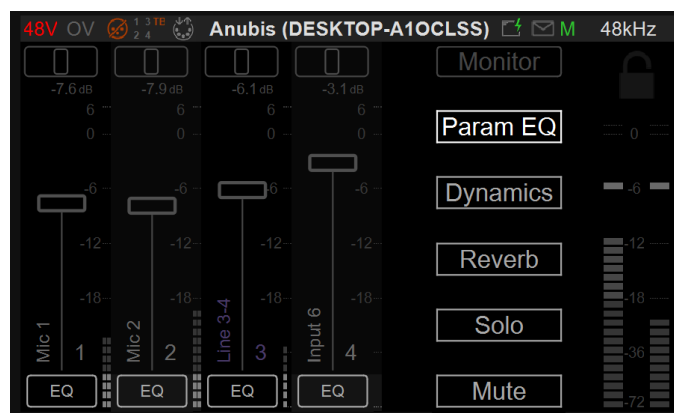 48V OV 1 3 TB 2 4 Anubis (DESKTOP-A1OCLSS) M 48kHz
-7.6 dB -7.9 dB -6.1 dB -3.1 dB
Monitor
6 6 6 6
0 0 0 0
Param EQ
0
-6 -6 -6 -6
Dynamics
-6
-12 -12 -12 -12
Reverb
-12
-18 -18 -18 -18
Solo
-18
Mic 1 1 Mic 2 2 Line 3-4 3 Input 6 4
-36
EQ EQ EQ EQ
Mute
-72